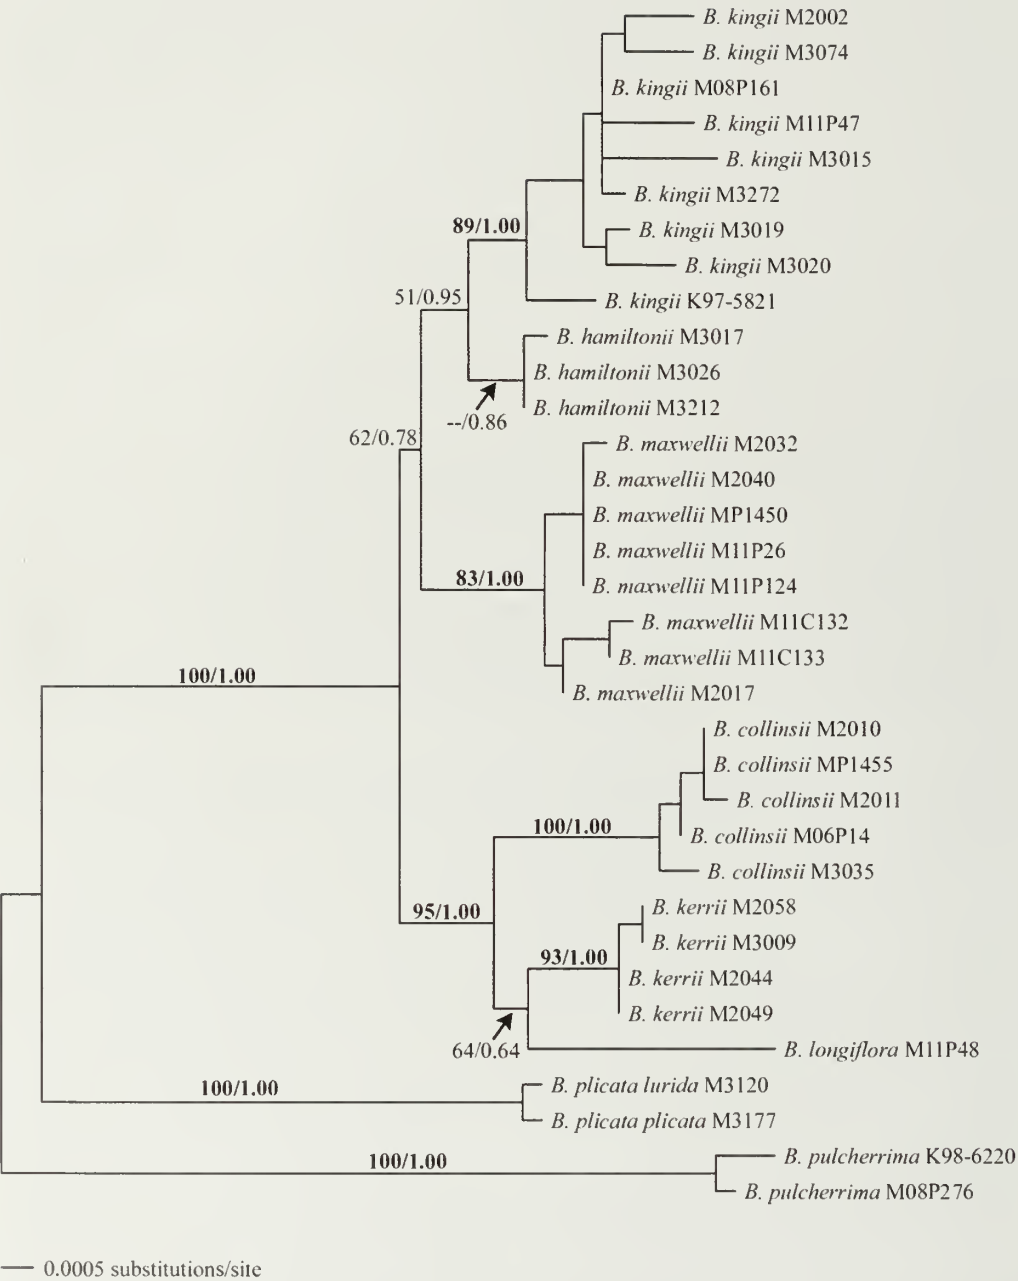 B. kingii M2002
B. kingii M3074
B. kingii M08P161
B. kingii M11P47
B. kingii M3015
B. kingii M3272
89/1.00
B. kingii M3019
B. kingii M3020
51/0.95
B. kingii K97-5821
B. hamiltonii M3017
B. hamiltonii M3026
B. hamiltonii M3212
--/0.86
62/0.78
B. maxwellii M2032
B. maxwellii M2040
B. maxwellii MP1450
B. maxwellii M11P26
83/1.00
B. maxwellii M11P124
B. maxwellii M11C132
B. maxwellii M11C133
100/1.00
B. maxwellii M2017
B. collinsii M2010
B. collinsii MP1455
B. collinsii M2011
100/1.00
B. collinsii M06P14
B. collinsii M3035
95/1.00
B. kerrii M2058
B. kerrii M3009
93/1.00
B. kerrii M2044
B. kerrii M2049
64/0.64
B. longiflora M11P48
100/1.00
B. plicata lurida M3120
B. plicata plicata M3177
100/1.00
B. pulcherrima K98-6220
B. pulcherrima M08P276
0.0005 substitutions/site